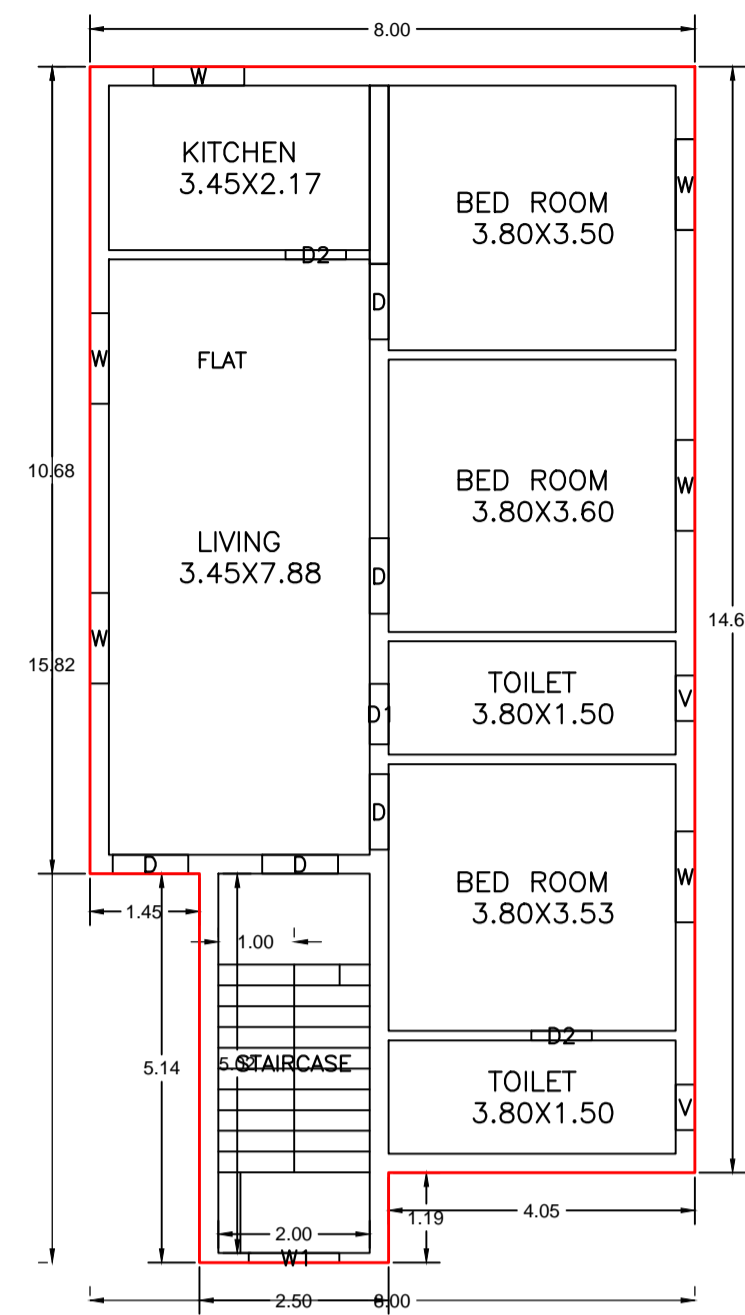 8.00
W
KITCHEN
3.45X2.17
W
BED ROOM
3.80X3.50
D2
D
W
FLAT
10.68
BED ROOM
3.80X3.60
W
LIVING
3.45X7.88
D
W
14.6
15.82
TOILET
3.80X1.50
V
D1
D
D
D
BED ROOM
3.80X3.53
W
1.45
1.00
D2
5.14
5.02
STAIRCASE
TOILET
3.80X1.50
V
1.19
4.05
2.00
W1
2.50
8.00